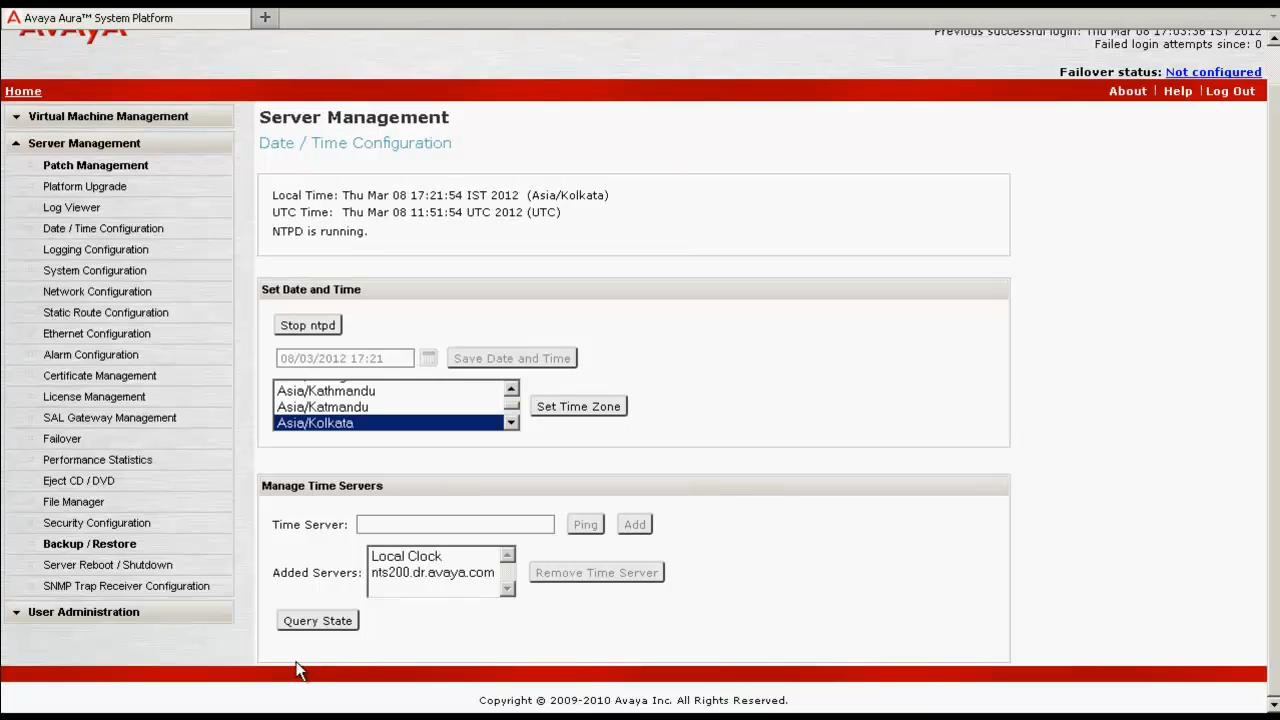 Avaya Aura™ System Platform
+
AVAYA
Previous successful login: Thu Mar 08 17:03:36 IST 2012
Failed login attempts since: 0
Failover status: Not configured
Home
About | Help | Log Out
Virtual Machine Management
Server Management
Patch Management
Platform Upgrade
Log Viewer
Date / Time Configuration
Logging Configuration
System Configuration
Network Configuration
Static Route Configuration
Ethernet Configuration
Alarm Configuration
Certificate Management
License Management
SAL Gateway Management
Failover
Performance Statistics
Eject CD / DVD
File Manager
Security Configuration
Backup / Restore
Server Reboot / Shutdown
SNMP Trap Receiver Configuration
User Administration
Server Management
Date / Time Configuration
Local Time: Thu Mar 08 17:21:54 IST 2012 (Asia/Kolkata)
UTC Time: Thu Mar 08 11:51:54 UTC 2012 (UTC)
NTPD is running.
Set Date and Time
Stop ntpd
08/03/2012 17:21 Save Date and Time
Asia/Kathmandu
Asia/Katmandu
Asia/Kolkata
Set Time Zone
Manage Time Servers
Time Server: Ping Add
Added Servers:
Local Clock
nts200.dr.avaya.com
Remove Time Server
Query State
Copyright © 2009-2010 Avaya Inc. All Rights Reserved.